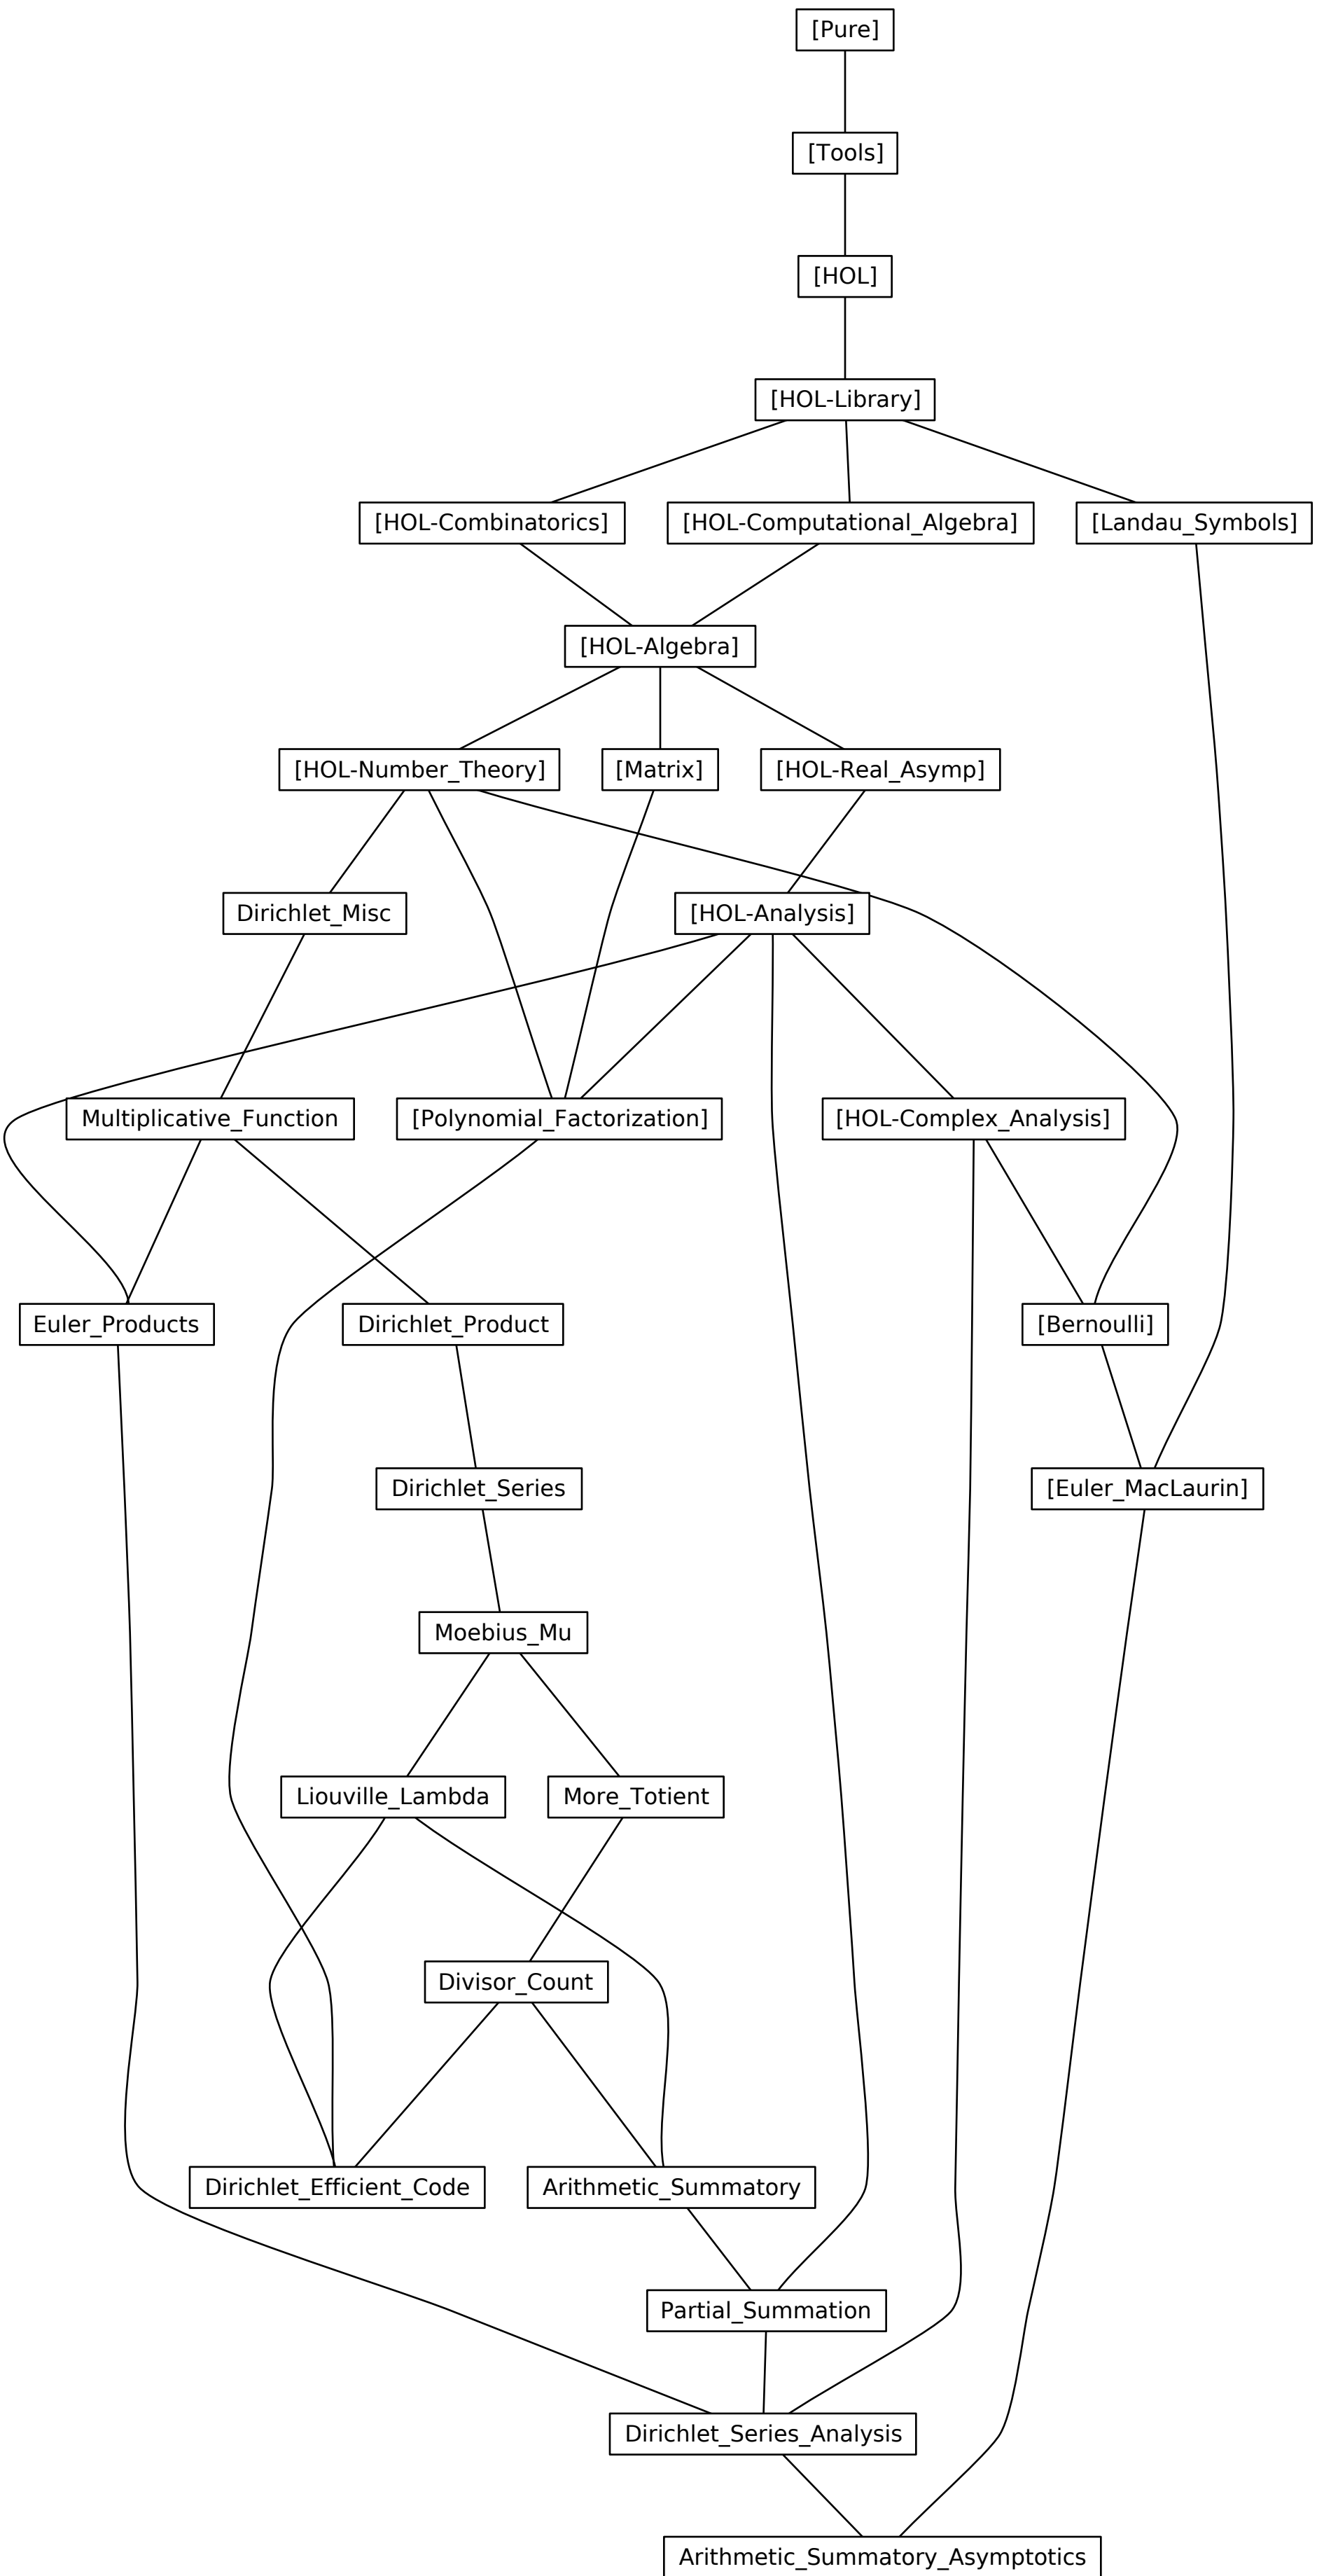 [Pure]
[Tools]
[HOL]
[HOL-Library]
[HOL-Combinatorics]
[HOL-Computational_Algebra]
[Landau_Symbols]
[HOL-Algebra]
[HOL-Number_Theory]
[Matrix]
[HOL-Real_Asymp]
Dirichlet_Misc
[HOL-Analysis]
Multiplicative_Function
[Polynomial_Factorization]
[HOL-Complex_Analysis]
Euler_Products
Dirichlet_Product
[Bernoulli]
Dirichlet_Series
[Euler_MacLaurin]
Moebius_Mu
Liouville_Lambda
More_Totient
Divisor_Count
Dirichlet_Efficient_Code
Arithmetic_Summatory
Partial_Summation
Dirichlet_Series_Analysis
Arithmetic_Summatory_Asymptotics